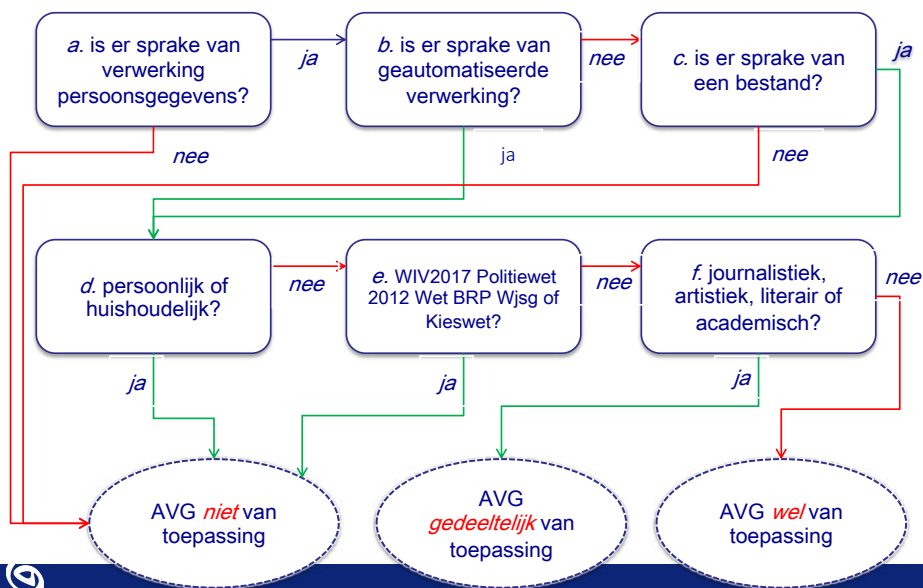 a. is er sprake van
verwerking
persoonsgegevens?
ja
b. is er sprake van
geautomatiseerde
verwerking?
nee
c. is er sprake van
een bestand?
ja
nee
ja
nee
d. persoonlijk of
huishoudelijk?
nee
e. WIV2017 Politiewet
2012 Wet BRP Wjsg of
Kieswet?
nee
f. journalistiek,
artistiek, literair of
academisch?
nee
ja
ja
ja
AVG niet van
toepassing
AVG
gedeeltelijk van
toepassing
AVG wel van
toepassing